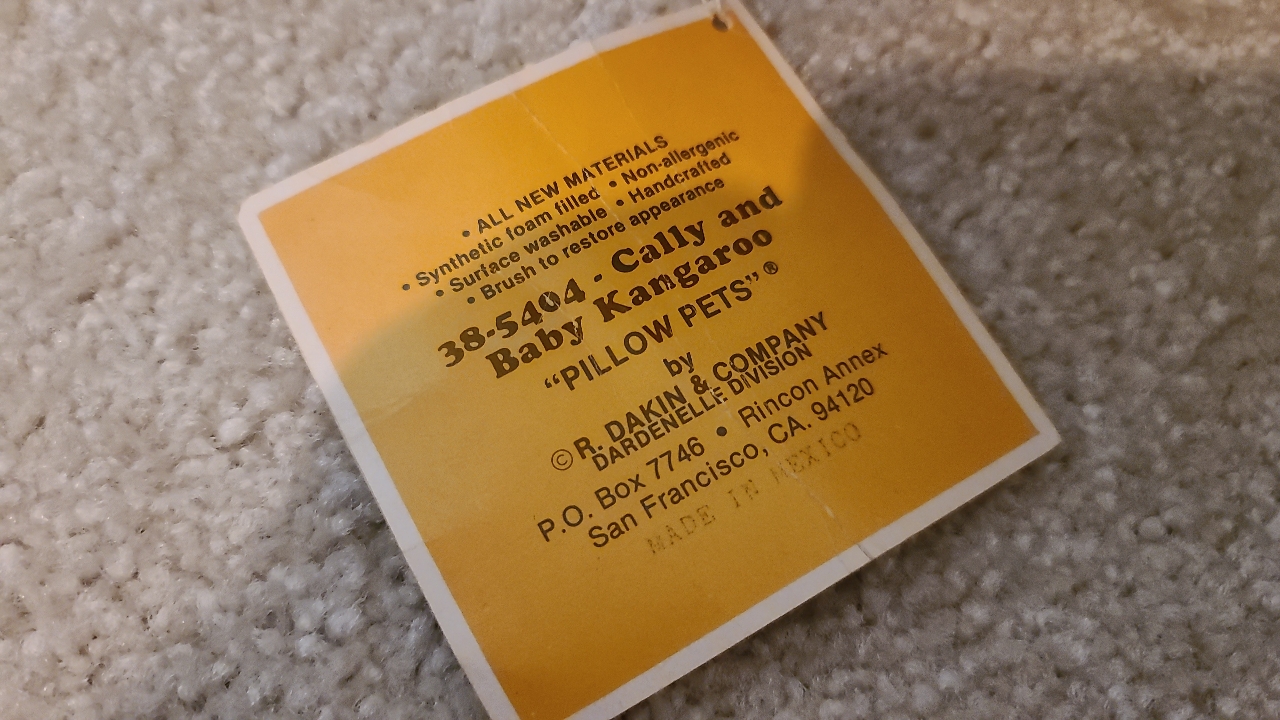 • ALL NEW MATERIALS
• Synthetic foam filled • Non-allergenic
• Surface washable • Handcrafted
• Brush to restore appearance
38-5404 - Cally and
Baby Kangaroo
“PILLOW PETS” ®
by
© R. DAKIN & COMPANY
DARDENELLE DIVISION
P.O. Box 7746 • Rincon Annex
San Francisco, CA. 94120
MADE IN MEXICO